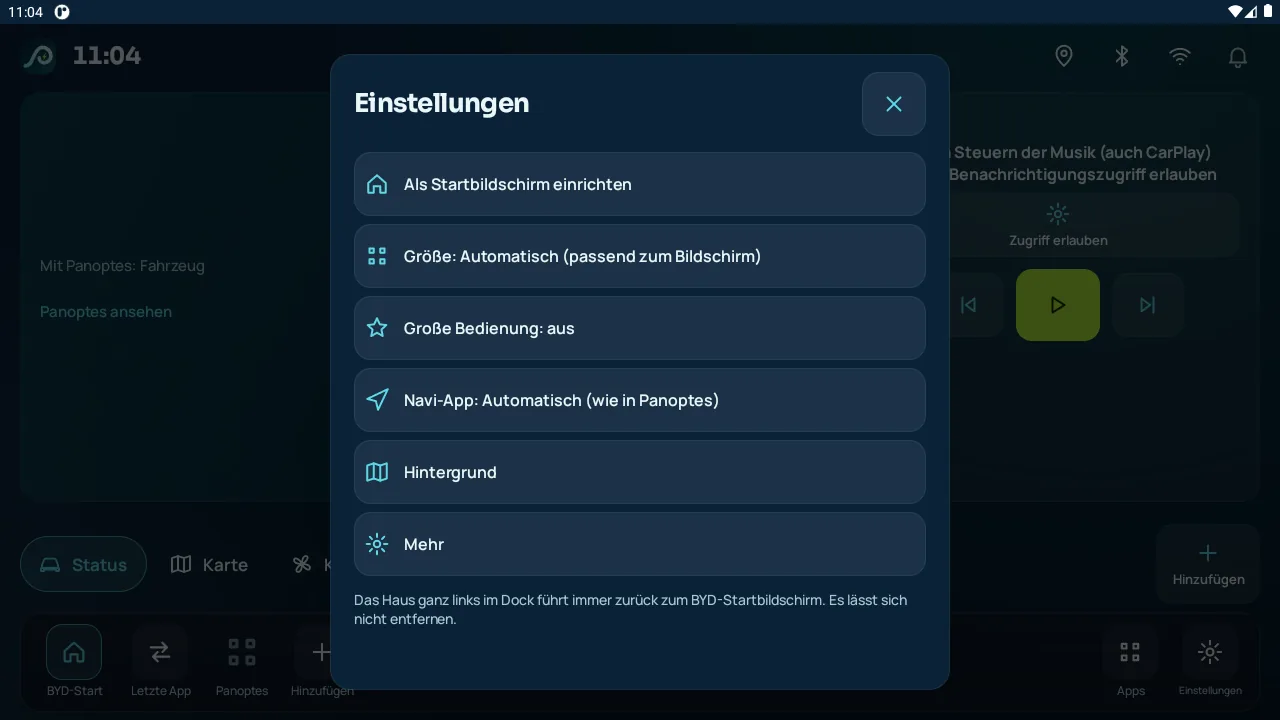 11:04
11:04
Einstellungen
Als Startbildschirm einrichten
Größe: Automatisch (passend zum Bildschirm)
Große Bedienung: aus
Navi-App: Automatisch (wie in Panoptes)
Hintergrund
Mehr
Das Haus ganz links im Dock führt immer zurück zum BYD-Startbildschirm. Es lässt sich
nicht entfernen.
Mit Panoptes: Fahrzeug
Panoptes ansehen
Steuern der Musik (auch CarPlay)
Benachrichtigungszugriff erlauben
Zugriff erlauben
Status
Karte
Hinzufügen
BYD-Start
Letzte App
Panoptes
Hinzufügen
Apps
Einstellungen